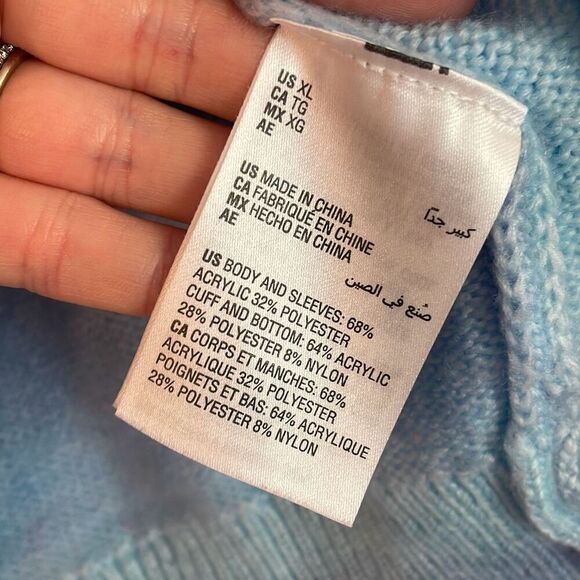 US XL
CA TG
MX XG
AE كبير جدًا
US MADE IN CHINA
CA FABRIQUÉ EN CHINE
MX HECHO EN CHINA
AE صُنع في الصين
US BODY AND SLEEVES: 68%
ACRYLIC 32% POLYESTER
CUFF AND BOTTOM: 64% ACRYLIC
28% POLYESTER 8% NYLON
CA CORPS ET MANCHES: 68%
ACRYLIQUE 32% POLYESTER
POIGNETS ET BAS: 64% ACRYLIQUE
28% POLYESTER 8% NYLON